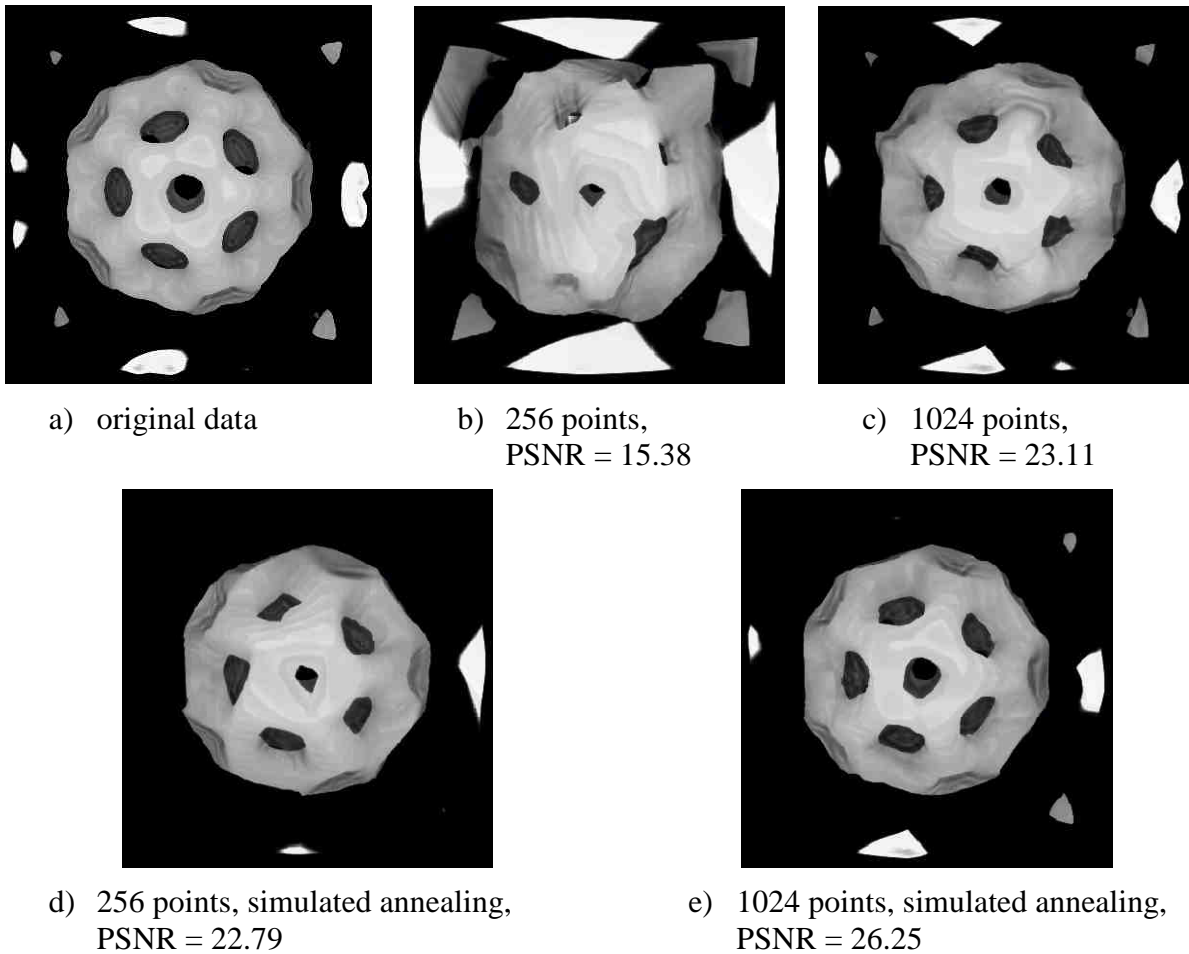 a) original data
b) 256 points,
PSNR = 15.38
c) 1024 points,
PSNR = 23.11
d) 256 points, simulated annealing,
PSNR = 22.79
e) 1024 points, simulated annealing,
PSNR = 26.25